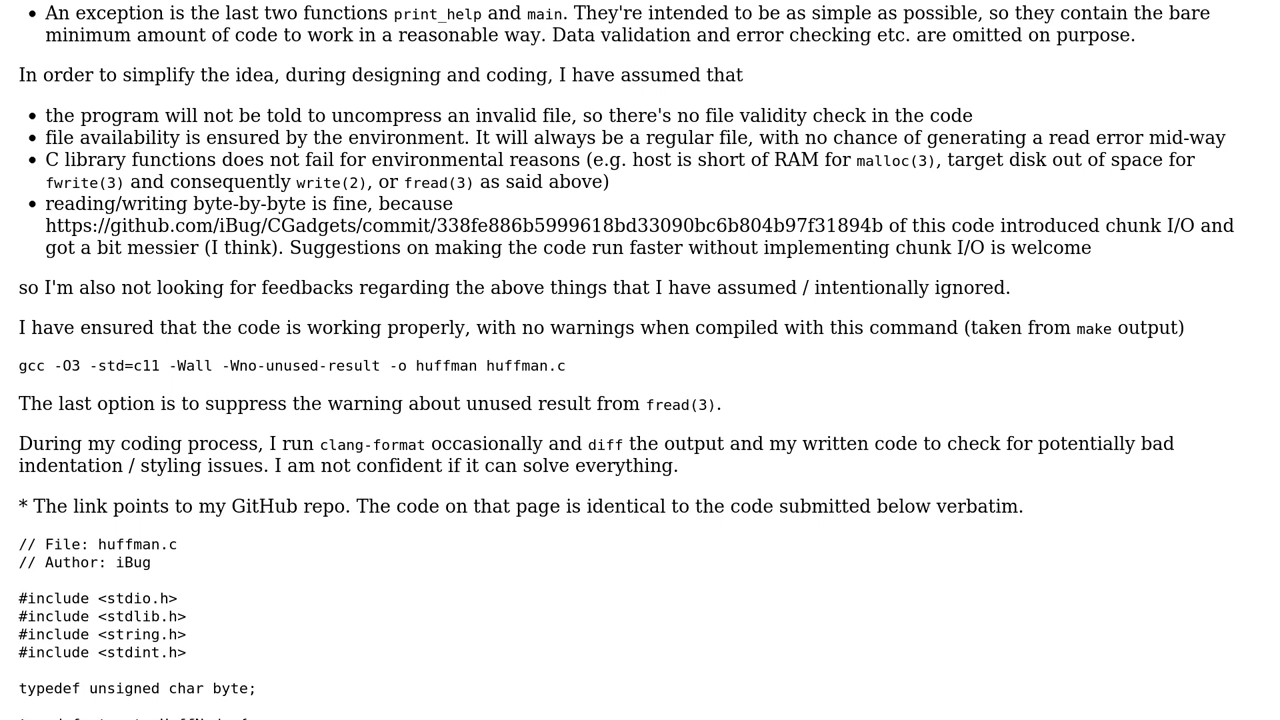 • An exception is the last two functions print_help and main. They're intended to be as simple as possible, so they contain the bare
minimum amount of code to work in a reasonable way. Data validation and error checking etc. are omitted on purpose.
In order to simplify the idea, during designing and coding, I have assumed that
• the program will not be told to uncompress an invalid file, so there's no file validity check in the code
• file availability is ensured by the environment. It will always be a regular file, with no chance of generating a read error mid-way
• C library functions does not fail for environmental reasons (e.g. host is short of RAM for malloc(3), target disk out of space for
fwrite(3) and consequently write(2), or fread(3) as said above)
• reading/writing byte-by-byte is fine, because
https://github.com/iBug/CGadgets/commit/338fe886b5999618bd33090bc6b804b97f31894b of this code introduced chunk I/O and
got a bit messier (I think). Suggestions on making the code run faster without implementing chunk I/O is welcome
so I'm also not looking for feedbacks regarding the above things that I have assumed / intentionally ignored.
I have ensured that the code is working properly, with no warnings when compiled with this command (taken from make output)
gcc -O3 -std=c11 -Wall -Wno-unused-result -o huffman huffman.c
The last option is to suppress the warning about unused result from fread(3).
During my coding process, I run clang-format occasionally and diff the output and my written code to check for potentially bad
indentation / styling issues. I am not confident if it can solve everything.
* The link points to my GitHub repo. The code on that page is identical to the code submitted below verbatim.
// File: huffman.c
// Author: iBug
#include <stdio.h>
#include <stdlib.h>
#include <string.h>
#include <stdint.h>
typedef unsigned char byte;